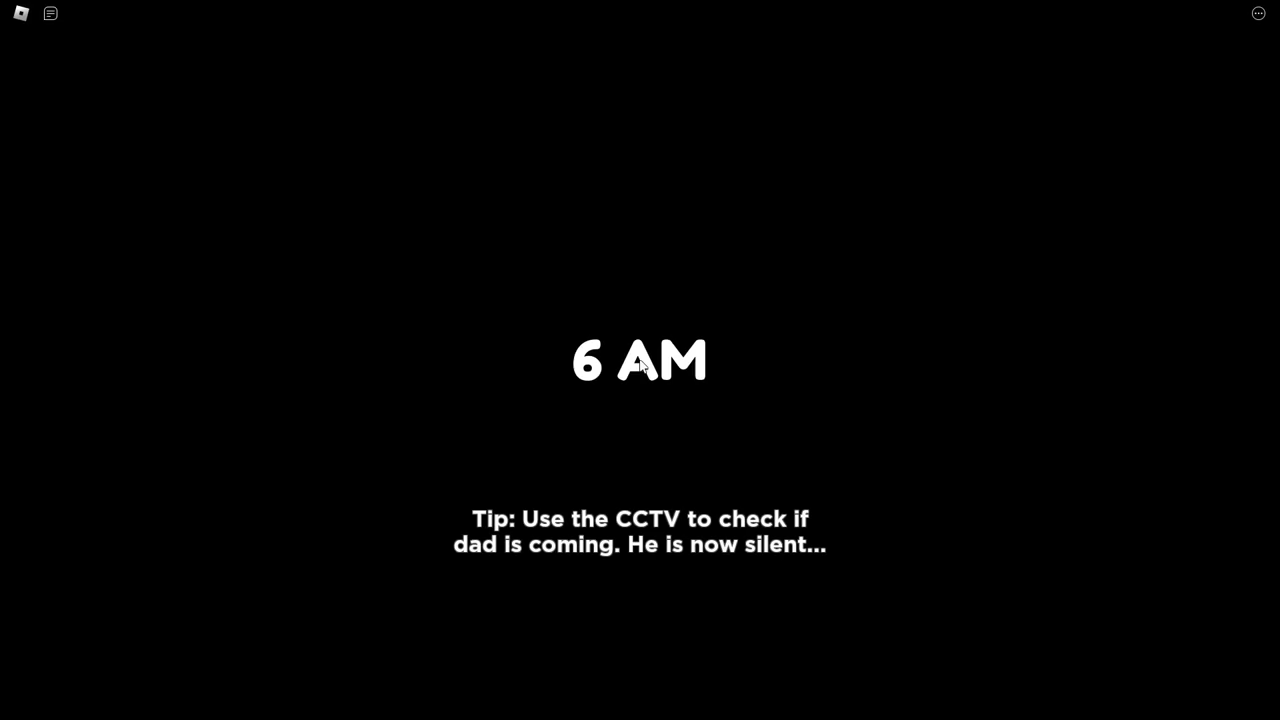 6 AM
Tip: Use the CCTV to check if
dad is coming. He is now silent...